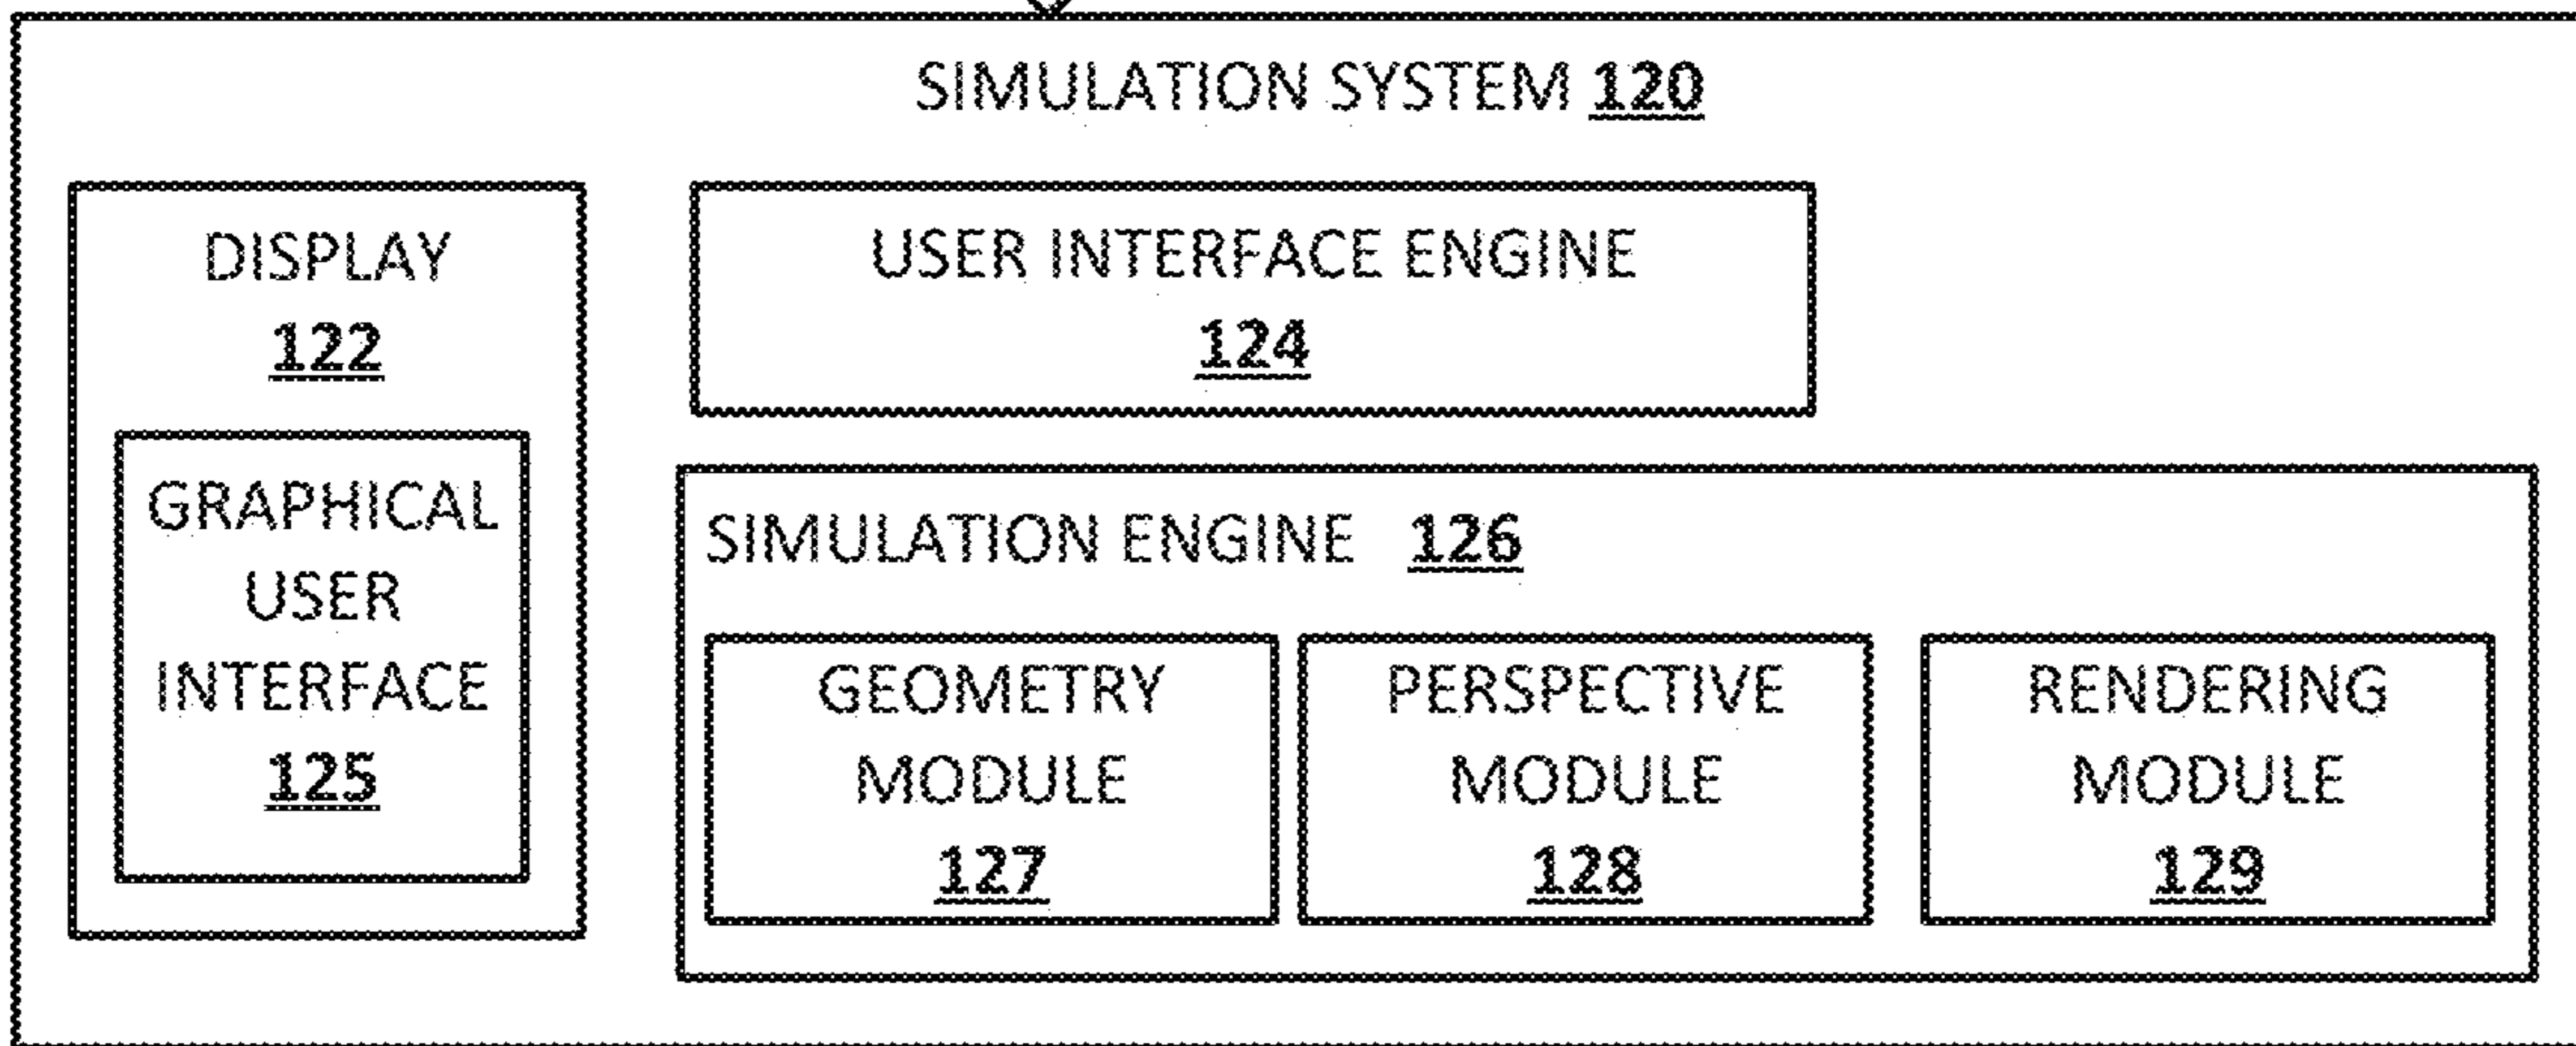 SIMULATION SYSTEM 120
DISPLAY
122
GRAPHICAL
USER
INTERFACE
125
USER INTERFACE ENGINE
124
SIMULATION ENGINE 126
GEOMETRY
MODULE
127
PERSPECTIVE
MODULE
128
RENDERING
MODULE
129